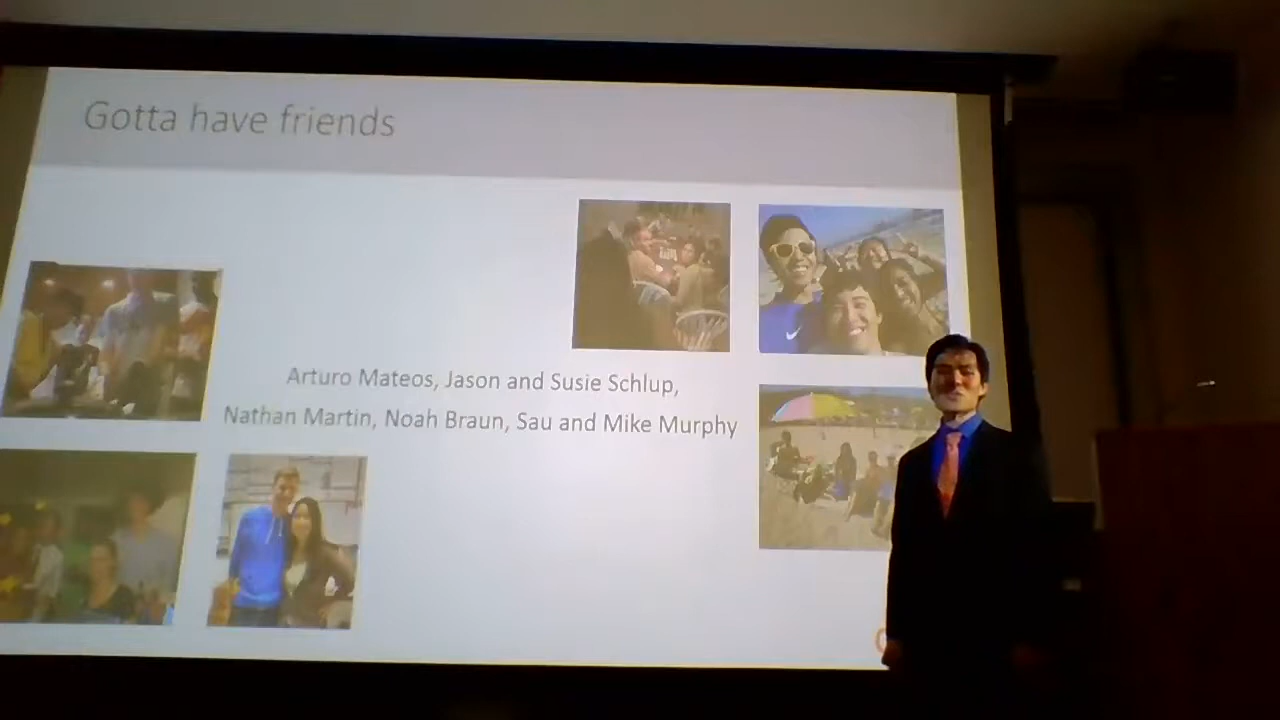 Gotta have friends
Arturo Mateos, Jason and Susie Schlup,
Nathan Martin, Noah Braun, Sau and Mike Murphy